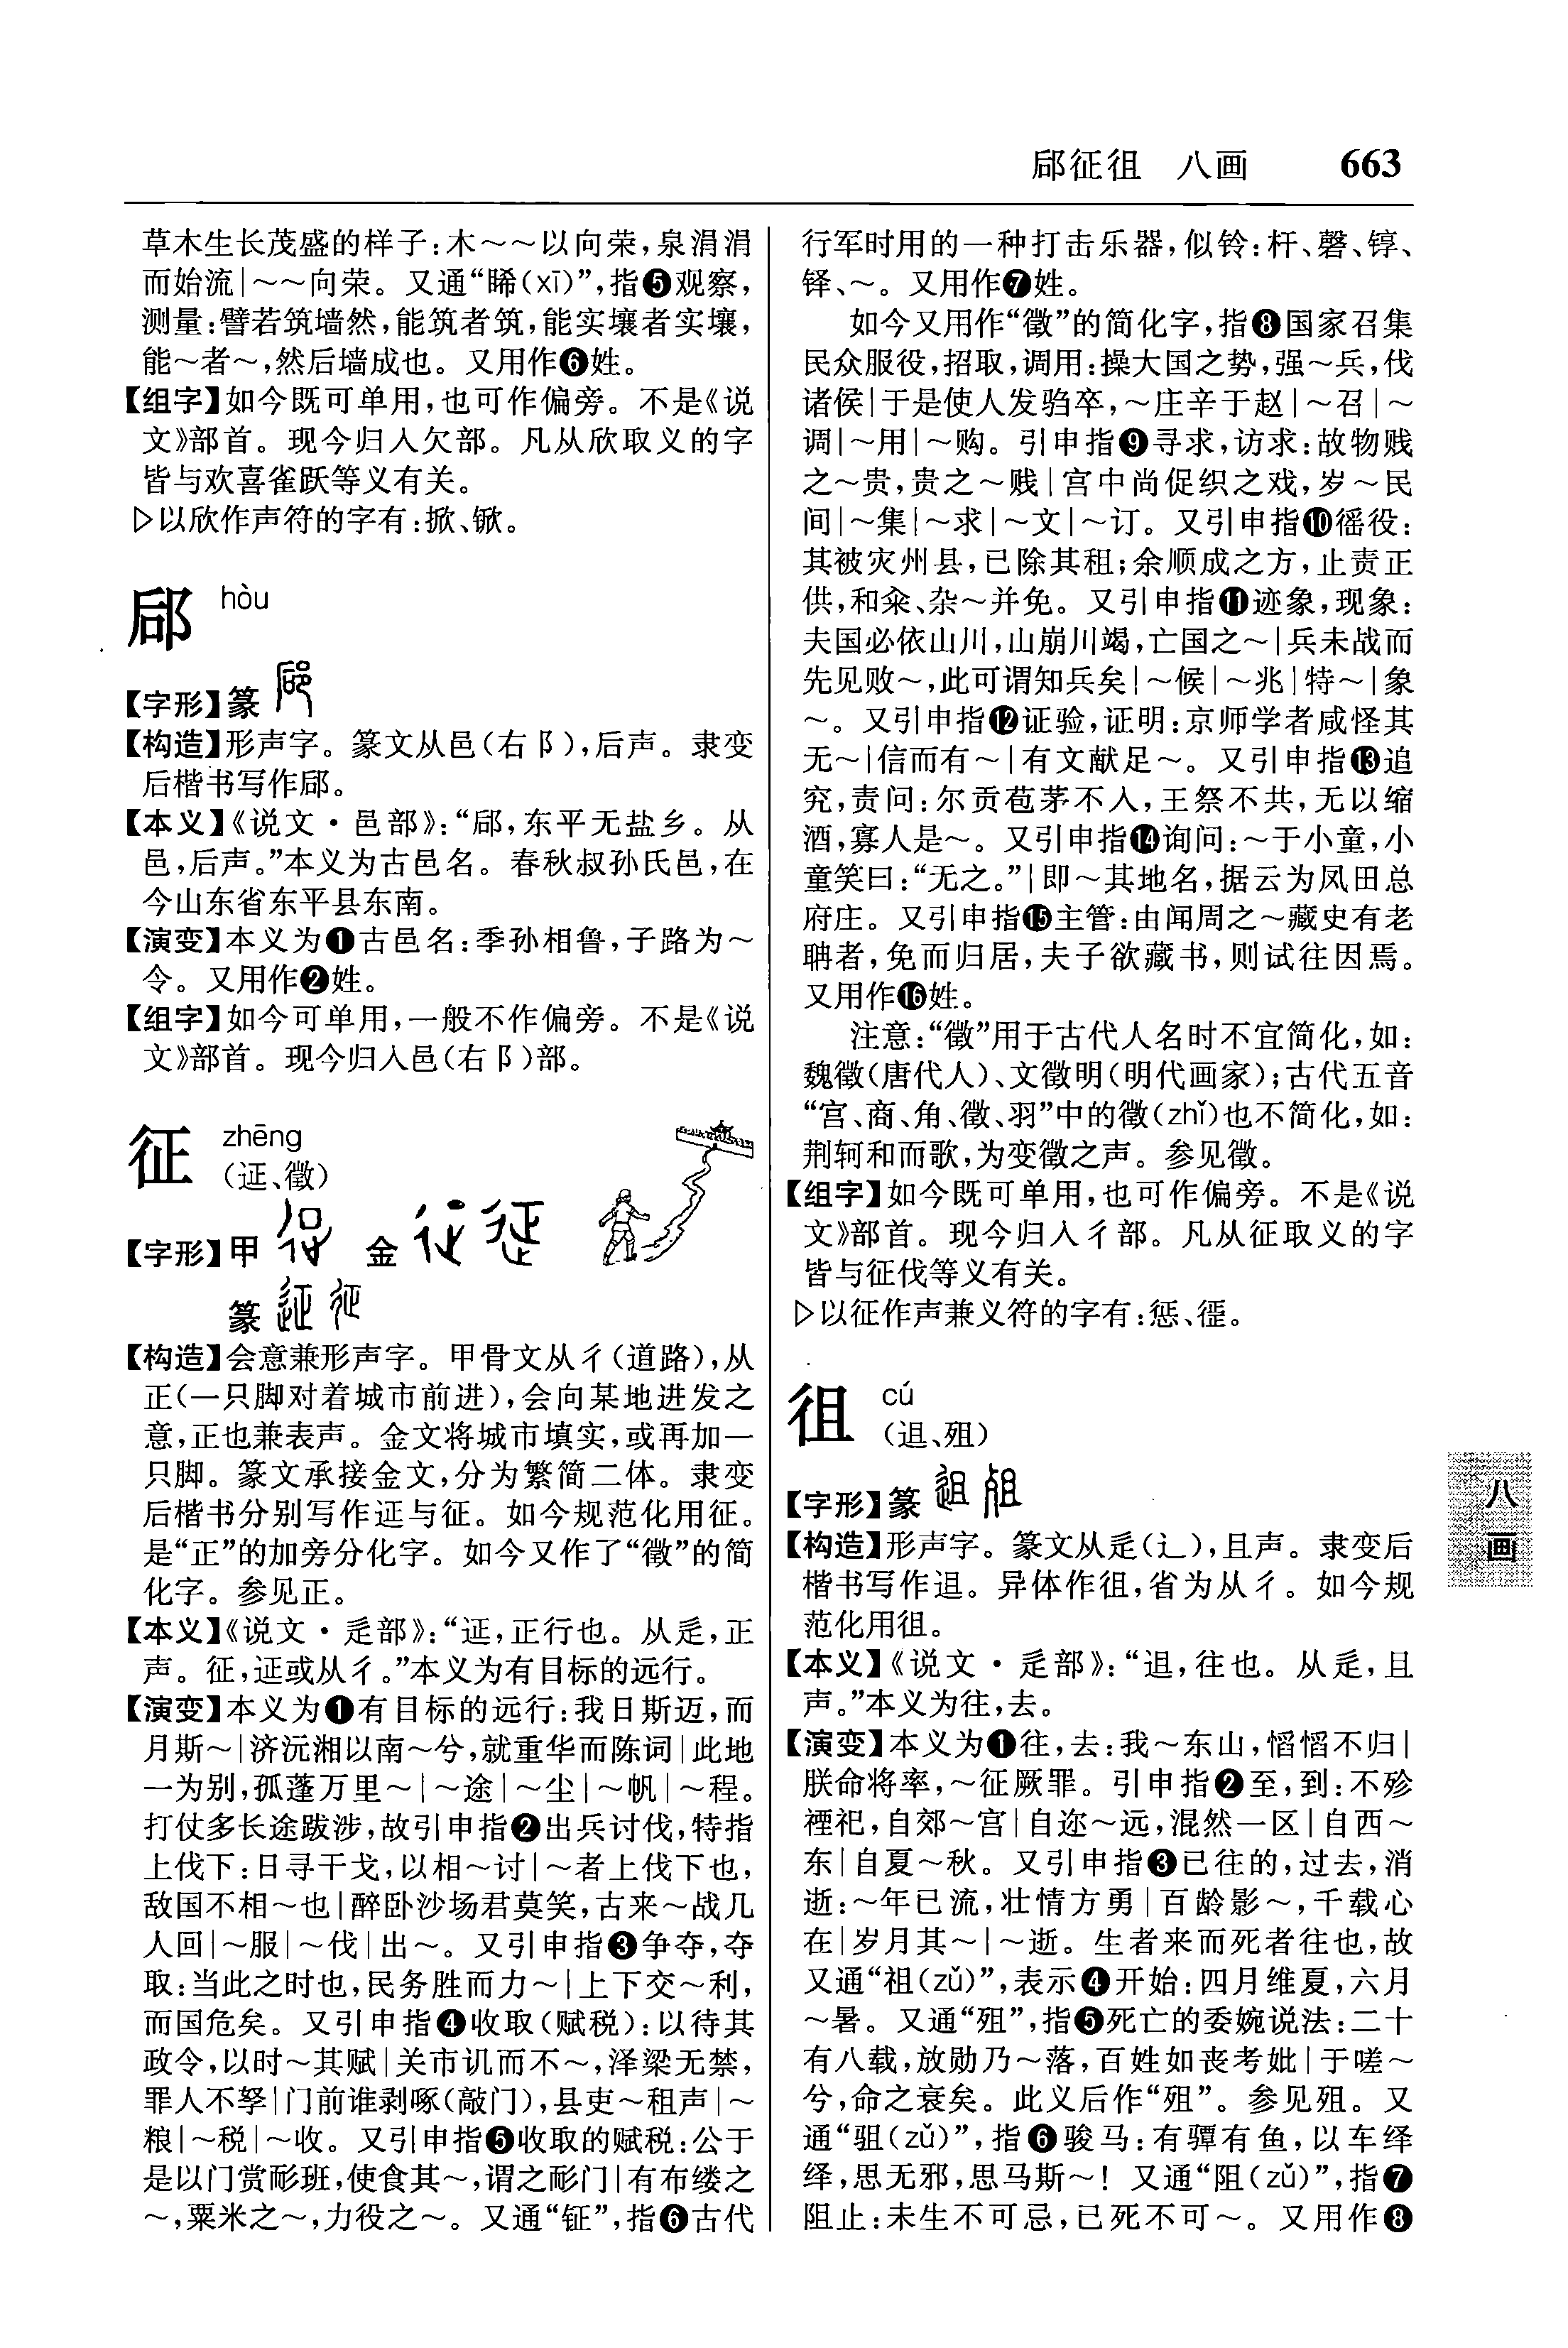 郈征徂　八画　663
草木生长茂盛的样子:木～～以向荣,泉涓涓
而始流|～～向荣。又通“睎(xī)”,指❺观察,
测量:譬若筑墙然,能筑者筑,能实壤者实壤,
能～者～,然后墙成也。又用作❻姓。
【组字】如今既可单用,也可作偏旁。不是《说
文》部首。现今归入欠部。凡从欣取义的字
皆与欢喜雀跃等义有关。
▷以欣作声符的字有:掀、锨。
郈 hòu
【字形】篆
【构造】形声字。篆文从邑(右阝),后声。隶变
后楷书写作郈。
【本义】《说文·邑部》:“郈,东平无盐乡。从
邑,后声。”本义为古邑名。春秋叔孙氏邑,在
今山东省东平县东南。
【演变】本义为❶古邑名:季孙相鲁,子路为～
令。又用作❷姓。
【组字】如今可单用,一般不作偏旁。不是《说
文》部首。现今归入邑(右阝)部。
征 zhēng
(𨒌、徵)
【字形】甲 金
篆
【构造】会意兼形声字。甲骨文从彳(道路),从
正(一只脚对着城市前进),会向某地进发之
意,正也兼表声。金文将城市填实,或再加一
只脚。篆文承接金文,分为繁简二体。隶变
后楷书分别写作𨒌与征。如今规范化用征。
是“正”的加旁分化字。如今又作了“徵”的简
化字。参见正。
【本义】《说文·辵部》:“𨒌,正行也。从辵,正
声。征,𨒌或从彳。”本义为有目标的远行。
【演变】本义为❶有目标的远行:我日斯迈,而
月斯～|济沅湘以南～兮,就重华而陈词|此地
一为别,孤蓬万里～|～途|～尘|～帆|～程。
打仗多长途跋涉,故引申指❷出兵讨伐,特指
上伐下:日寻干戈,以相～讨|～者上伐下也,
敌国不相～也|醉卧沙场君莫笑,古来～战几
人回|～服|～伐|出～。又引申指❸争夺,夺
取:当此之时也,民务胜而力～|上下交～利,
而国危矣。又引申指❹收取(赋税):以待其
政令,以时～其赋|关市讥而不～,泽梁无禁,
罪人不孥|门前谁剥啄(敲门),县吏～租声|～
粮|～税|～收。又引申指❺收取的赋税:公于
是以门赏耏班,使食其～,谓之耏门|有布缕之
～,粟米之～,力役之～。又通“钲”,指❻古代
行军时用的一种打击乐器,似铃:杆、磬、錞、
铎、～。又用作❼姓。
如今又用作“徵”的简化字,指❽国家召集
民众服役,招取,调用:操大国之势,强～兵,伐
诸侯|于是使人发驺卒,～庄辛于赵|～召|～
调|～用|～购。引申指❾寻求,访求:故物贱
之～贵,贵之～贱|宫中尚促织之戏,岁～民
间|～集|～求|～文|～订。又引申指❿徭役:
其被灾州县,已除其租;余顺成之方,止责正
供,和籴、杂～并免。又引申指⓫迹象,现象:
夫国必依山川,山崩川竭,亡国之～|兵未战而
先见败～,此可谓知兵矣|～候|～兆|特～|象
～。又引申指⓬证验,证明:京师学者咸怪其
无～|信而有～|有文献足～。又引申指⓭追
究,责问:尔贡苞茅不入,王祭不共,无以缩
酒,寡人是～。又引申指⓮询问:～于小童,小
童笑曰:“无之。”|即～其地名,据云为凤田总
府庄。又引申指⓯主管:由闻周之～藏史有老
聃者,免而归居,夫子欲藏书,则试往因焉。
又用作⓰姓。
注意:“徵”用于古代人名时不宜简化,如:
魏徵(唐代人)、文徵明(明代画家);古代五音
“宫、商、角、徵、羽”中的徵(zhǐ)也不简化,如:
荆轲和而歌,为变徵之声。参见徵。
【组字】如今既可单用,也可作偏旁。不是《说
文》部首。现今归入彳部。凡从征取义的字
皆与征伐等义有关。
▷以征作声兼义符的字有:惩、徰。
徂 cú
(𨒫、殂)
【字形】篆
【构造】形声字。篆文从辵(辶),且声。隶变后
楷书写作𨒫。异体作徂,省为从彳。如今规
范化用徂。
【本义】《说文·辵部》:“𨒫,往也。从辵,且
声。”本义为往,去。
【演变】本义为❶往,去:我～东山,慆慆不归|
朕命将率,～征厥罪。引申指❷至,到:不殄
禋祀,自郊～宫|自迩～远,混然一区|自西～
东|自夏～秋。又引申指❸已往的,过去,消
逝:～年已流,壮情方勇|百龄影～,千载心
在|岁月其～|～逝。生者来而死者往也,故
又通“祖(zǔ)”,表示❹开始:四月维夏,六月
～暑。又通“殂”,指❺死亡的委婉说法:二十
有八载,放勋乃～落,百姓如丧考妣|于嗟～
兮,命之衰矣。此义后作“殂”。参见殂。又
通“驵(zǔ)”,指❻骏马:有驔有鱼,以车绎
绎,思无邪,思马斯～!又通“阻(zǔ)”,指❼
阻止:未生不可忌,已死不可～。又用作❽
八
画